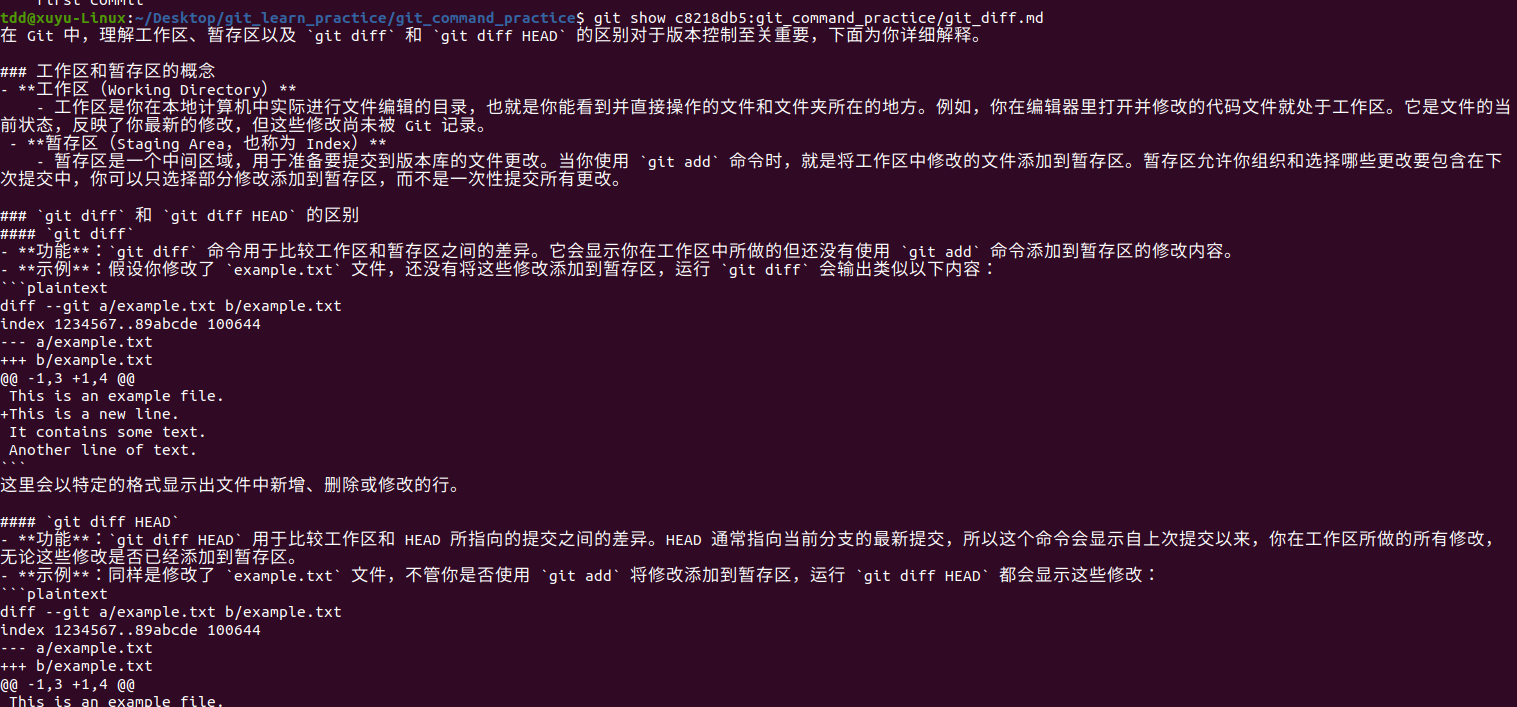 First commit
tdd@xuyu-Linux:~/Desktop/git_learn_practice/git_command_practice$ git show c8218db5:git_command_practice/git_diff.md
在 Git 中，理解工作区、暂存区以及 `git diff` 和 `git diff HEAD` 的区别对于版本控制至关重要，下面为你详细解释。
### 工作区和暂存区的概念
- **工作区（Working Directory）**
    - 工作区是你在本地计算机中实际进行文件编辑的目录，也就是你能看到并直接操作的文件和文件夹所在的地方。例如，你在编辑器里打开并修改的代码文件就处于工作区。它是文件的当
前状态，反映了你最新的修改，但这些修改尚未被 Git 记录。
 - **暂存区（Staging Area，也称为 Index）**
    - 暂存区是一个中间区域，用于准备要提交到版本库的文件更改。当你使用 `git add` 命令时，就是将工作区中修改的文件添加到暂存区。暂存区允许你组织和选择哪些更改要包含在下
次提交中，你可以只选择部分修改添加到暂存区，而不是一次性提交所有更改。
### `git diff` 和 `git diff HEAD` 的区别
#### `git diff`
- **功能**：`git diff` 命令用于比较工作区和暂存区之间的差异。它会显示你在工作区中所做的但还没有使用 `git add` 命令添加到暂存区的修改内容。
- **示例**：假设你修改了 `example.txt` 文件，还没有将这些修改添加到暂存区，运行 `git diff` 会输出类似以下内容：
```plaintext
diff --git a/example.txt b/example.txt
index 1234567..89abcde 100644
--- a/example.txt
+++ b/example.txt
@@ -1,3 +1,4 @@
 This is an example file.
+This is a new line.
 It contains some text.
 Another line of text.
```
这里会以特定的格式显示出文件中新增、删除或修改的行。
#### `git diff HEAD`
- **功能**：`git diff HEAD` 用于比较工作区和 HEAD 所指向的提交之间的差异。HEAD 通常指向当前分支的最新提交，所以这个命令会显示自上次提交以来，你在工作区所做的所有修改，
无论这些修改是否已经添加到暂存区。
- **示例**：同样是修改了 `example.txt` 文件，不管你是否使用 `git add` 将修改添加到暂存区，运行 `git diff HEAD` 都会显示这些修改：
```plaintext
diff --git a/example.txt b/example.txt
index 1234567..89abcde 100644
--- a/example.txt
+++ b/example.txt
@@ -1,3 +1,4 @@
 This is an example file.